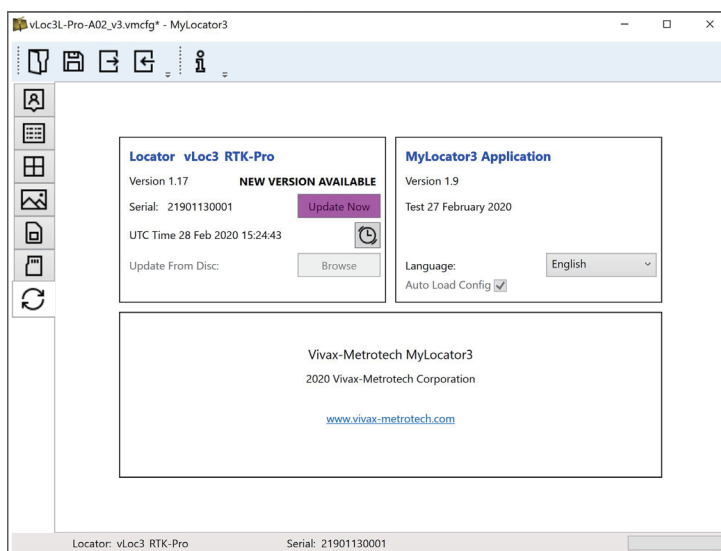 vLoc3L-Pro-A02_v3.vmcfg* - MyLocator3
Locator vLoc3 RTK-Pro
Version 1.17 NEW VERSION AVAILABLE
Serial: 21901130001 Update Now
UTC Time 28 Feb 2020 15:24:43
Update From Disc: Browse
MyLocator3 Application
Version 1.9
Test 27 February 2020
Language: English
Auto Load Config
Vivax-Metrotech MyLocator3
2020 Vivax-Metrotech Corporation
www.vivax-metrotech.com
Locator: vLoc3 RTK-Pro Serial: 21901130001